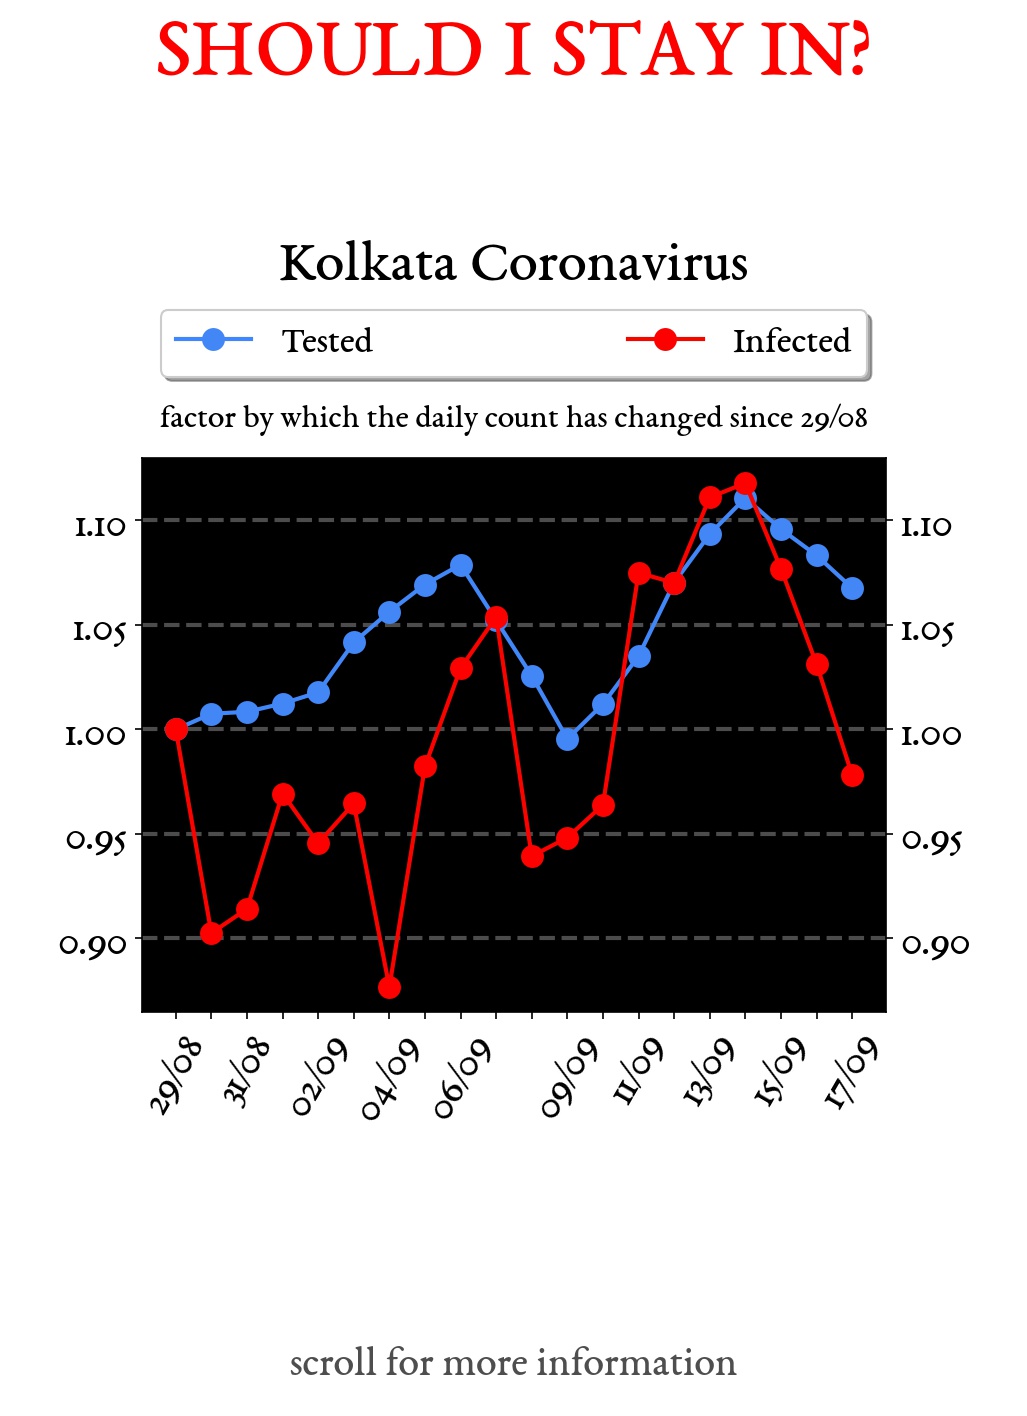 SHOULD I STAY IN?
Kolkata Coronavirus
Tested Infected
factor by which the daily count has changed since 29/08
1.10 1.10
1.05 1.05
1.00 1.00
0.95 0.95
0.90 0.90
29/08 31/08 02/09 04/09 06/09 09/09 11/09 13/09 15/09 17/09
scroll for more information